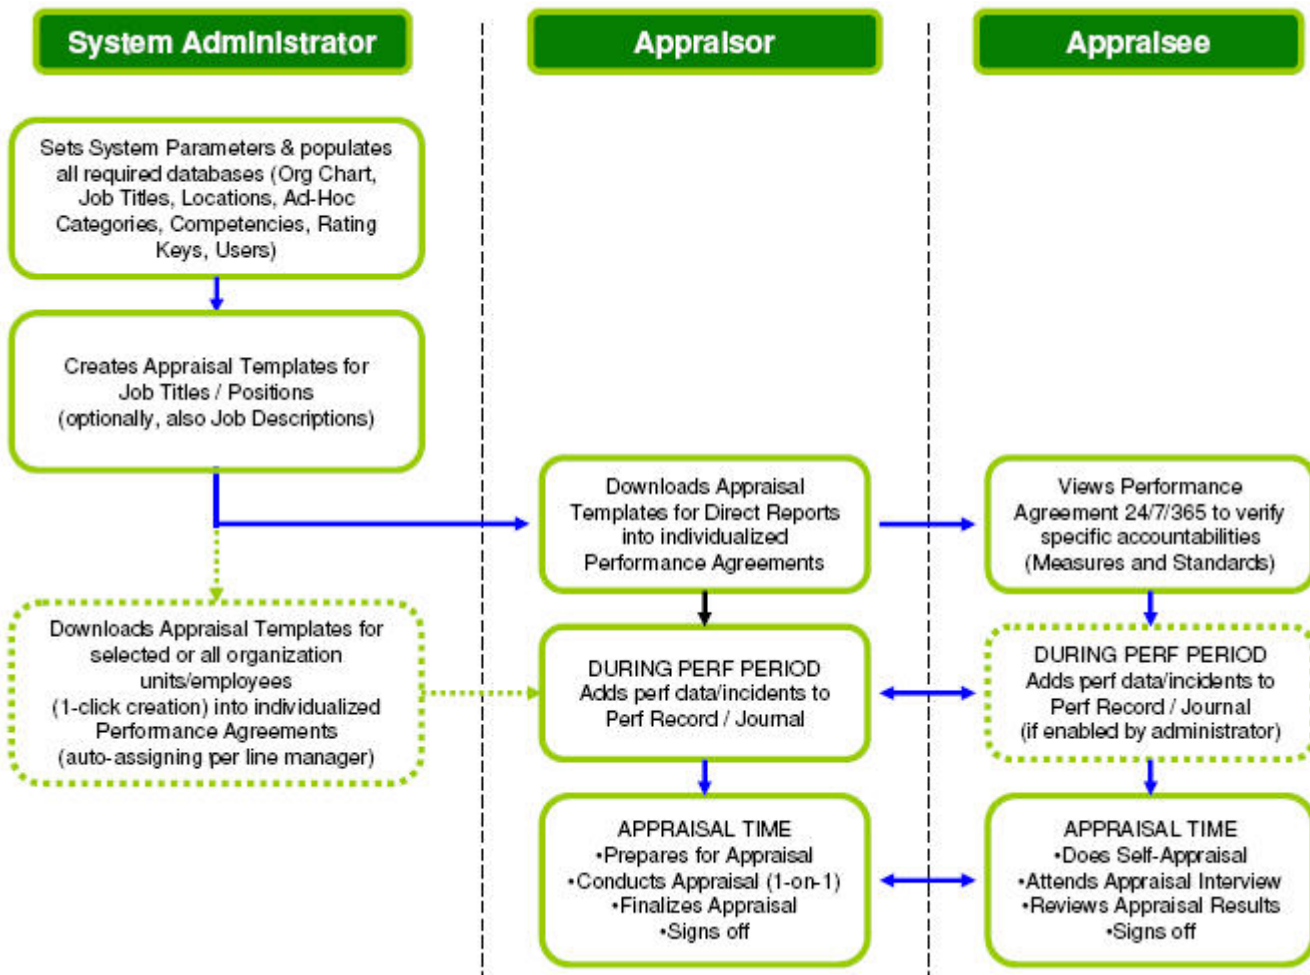 System Administrator
Appraisor
Appraisee
Sets System Parameters & populates
all required databases (Org Chart,
Job Titles, Locations, Ad-Hoc
Categories, Competencies, Rating
Keys, Users)
Creates Appraisal Templates for
Job Titles / Positions
(optionally, also Job Descriptions)
Downloads Appraisal
Templates for Direct Reports
into individualized
Performance Agreements
Views Performance
Agreement 24/7/365 to verify
specific accountabilities
(Measures and Standards)
Downloads Appraisal Templates for
selected or all organization
units/employees
(1-click creation) into individualized
Performance Agreements
(auto-assigning per line manager)
DURING PERF PERIOD
Adds perf data/incidents to
Perf Record / Journal
DURING PERF PERIOD
Adds perf data/incidents to
Perf Record / Journal
(if enabled by administrator)
APPRAISAL TIME
•Prepares for Appraisal
•Conducts Appraisal (1-on-1)
•Finalizes Appraisal
•Signs off
APPRAISAL TIME
•Does Self-Appraisal
•Attends Appraisal Interview
•Reviews Appraisal Results
•Signs off